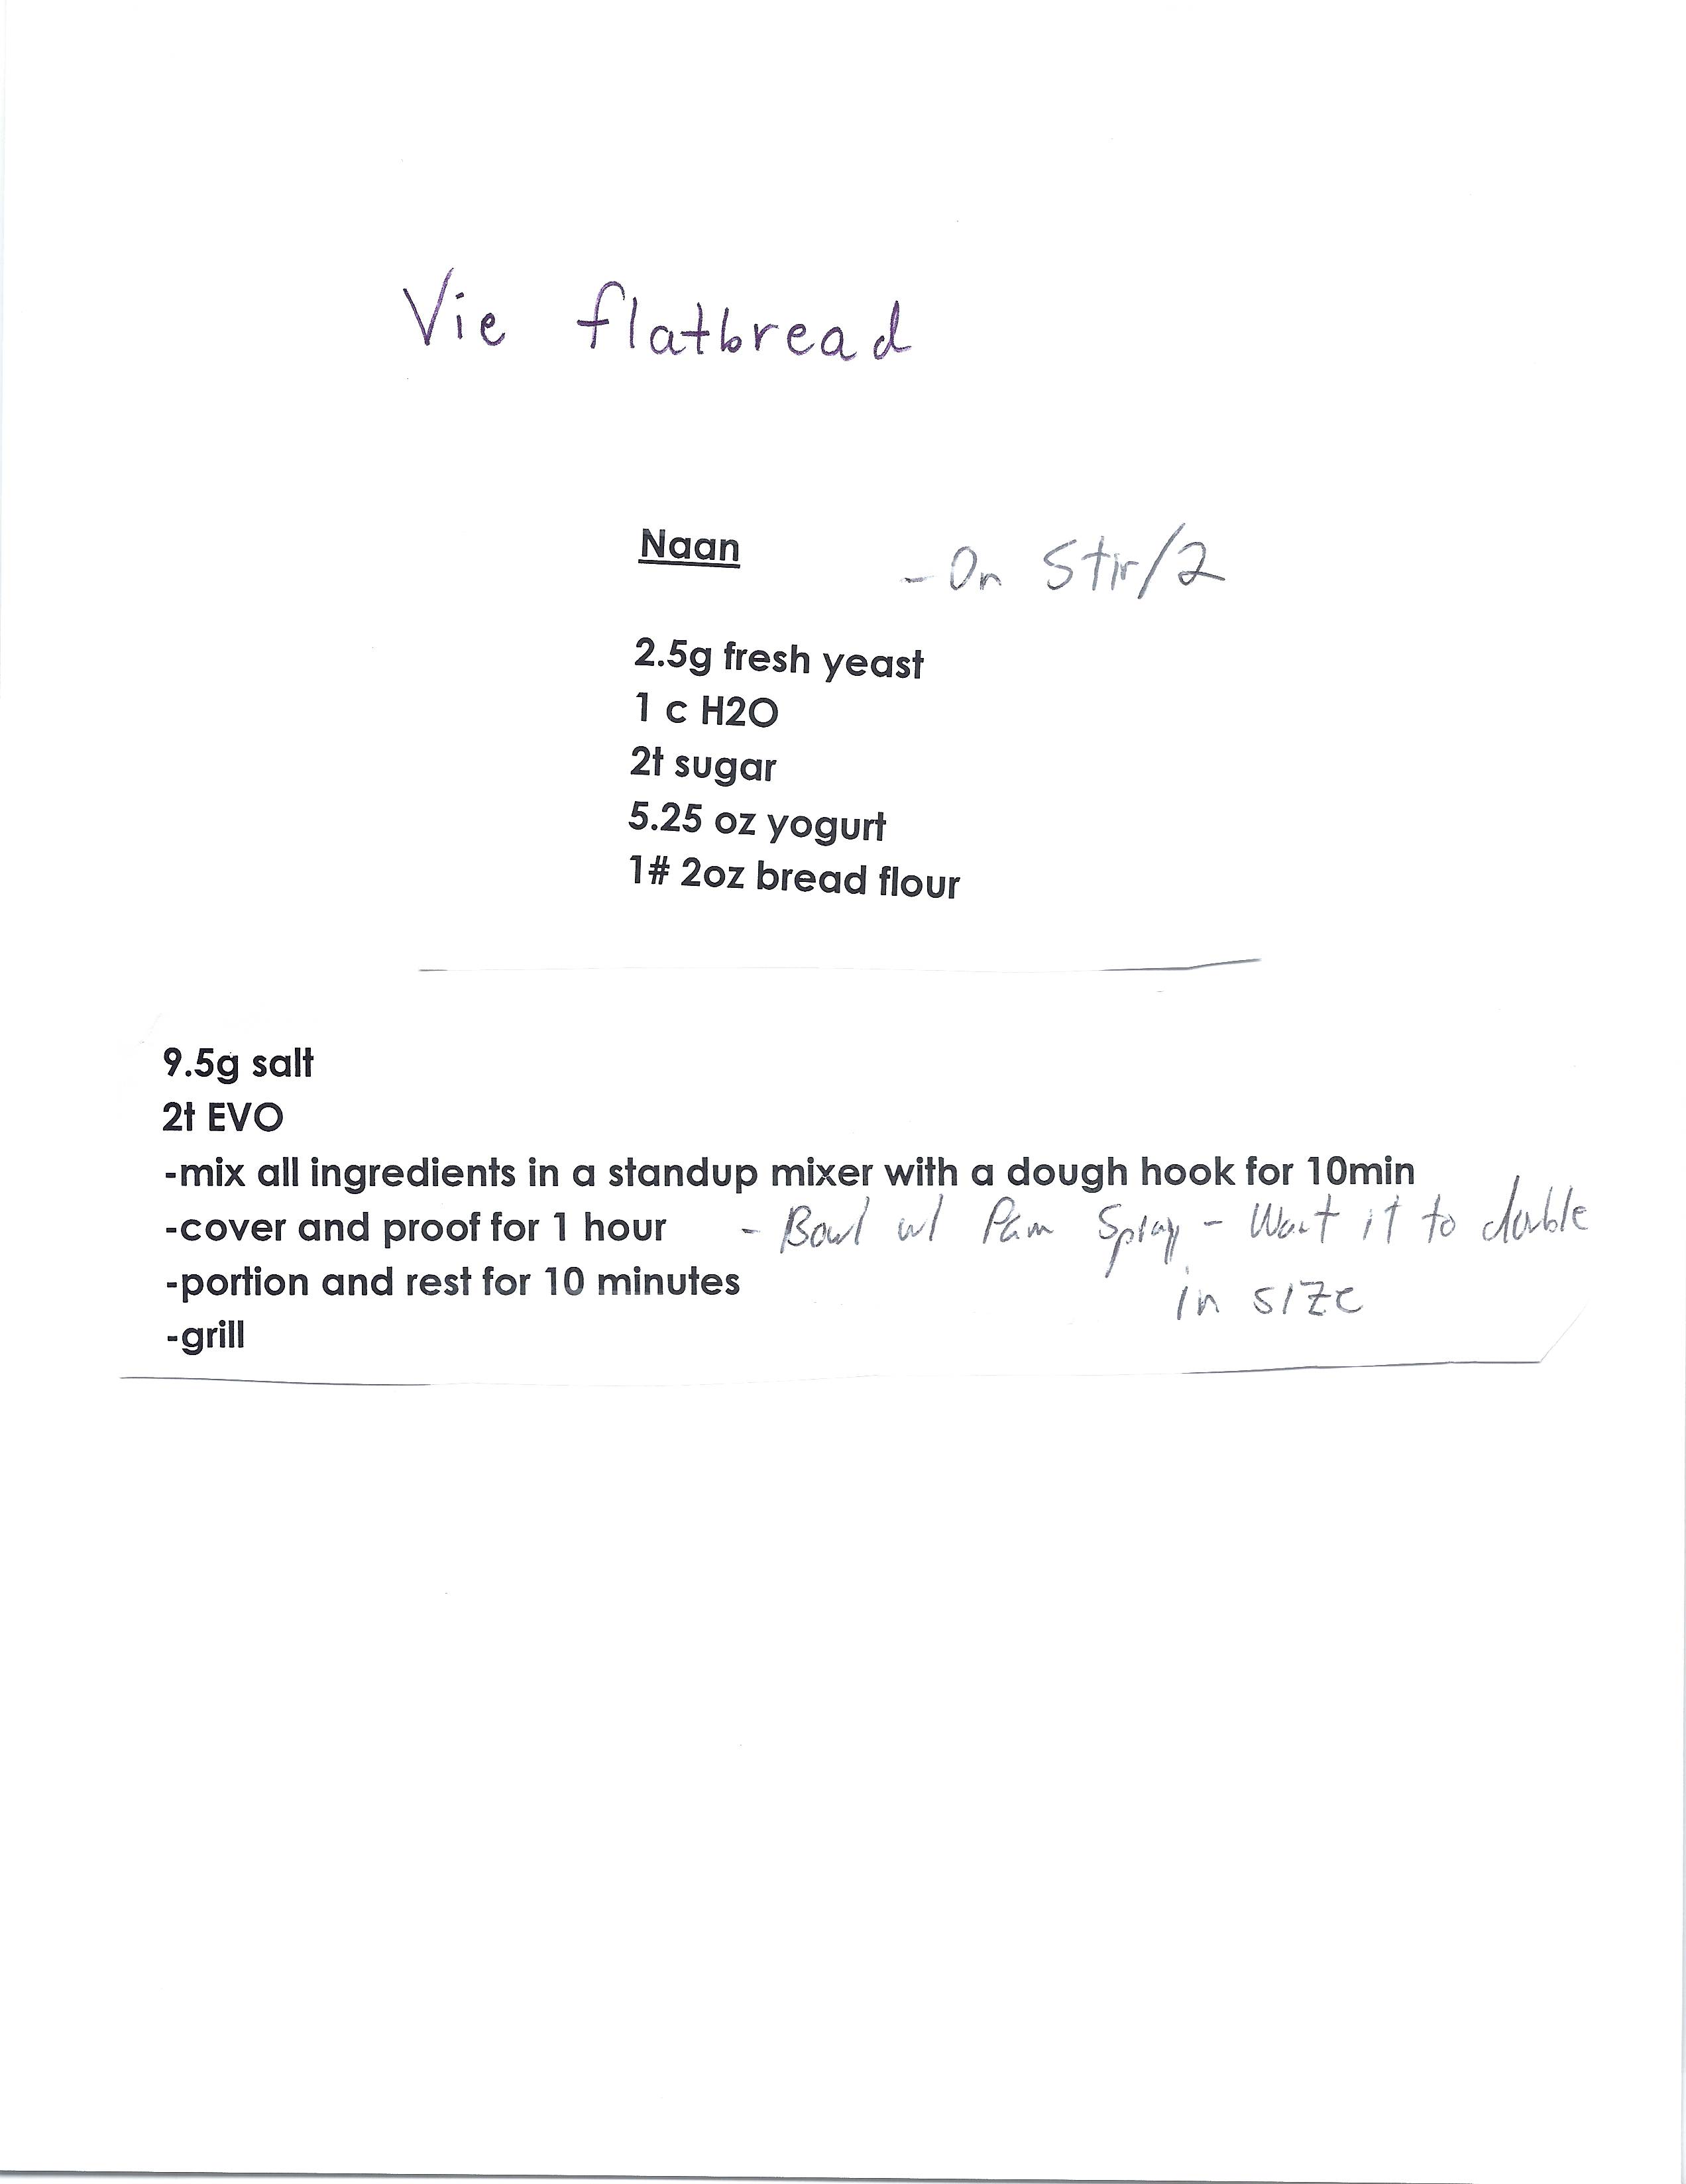 Vie flatbread
Naan - On Stir/2
2.5g fresh yeast
1 c H2O
2t sugar
5.25 oz yogurt
1# 2oz bread flour
9.5g salt
2t EVO
-mix all ingredients in a standup mixer with a dough hook for 10min
-cover and proof for 1 hour - Bowl w/ Pam Spray - Want it to double
in size
-portion and rest for 10 minutes
-grill